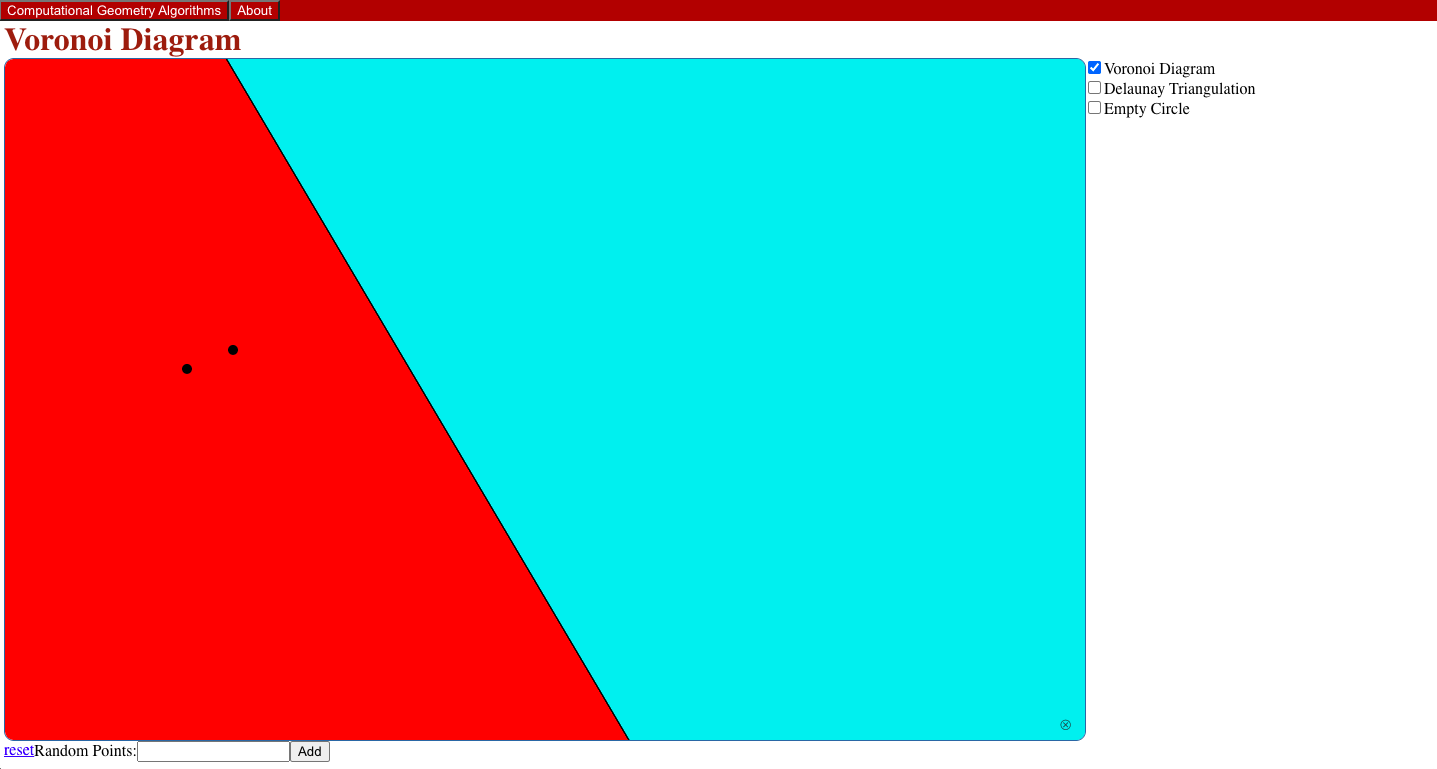 Computational Geometry Algorithms About
Voronoi Diagram
Voronoi Diagram
Delaunay Triangulation
Empty Circle
resetRandom Points: Add